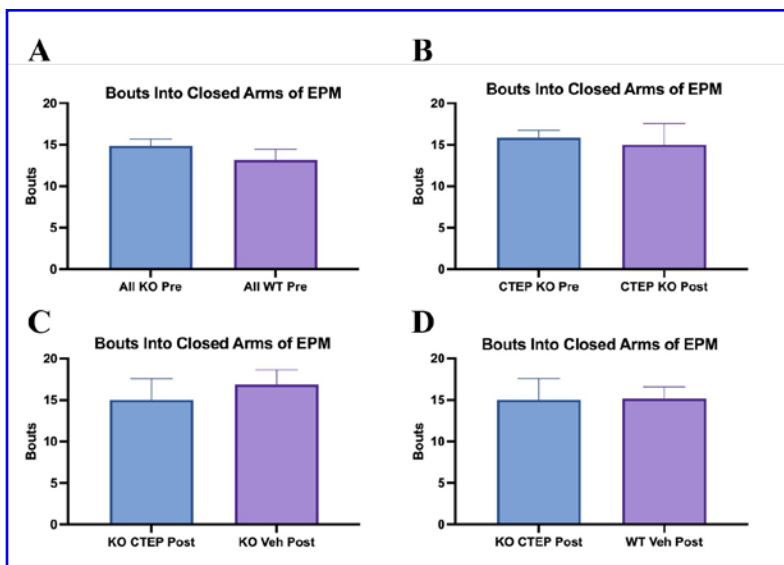 A
Bouts Into Closed Arms of EPM
20
15
10
5
0
Bouts
All KO Pre
All WT Pre
B
Bouts Into Closed Arms of EPM
20
15
10
5
0
Bouts
CTEP KO Pre
CTEP KO Post
C
Bouts Into Closed Arms of EPM
20
15
10
5
0
Bouts
KO CTEP Post
KO Veh Post
D
Bouts Into Closed Arms of EPM
20
15
10
5
0
Bouts
KO CTEP Post
WT Veh Post